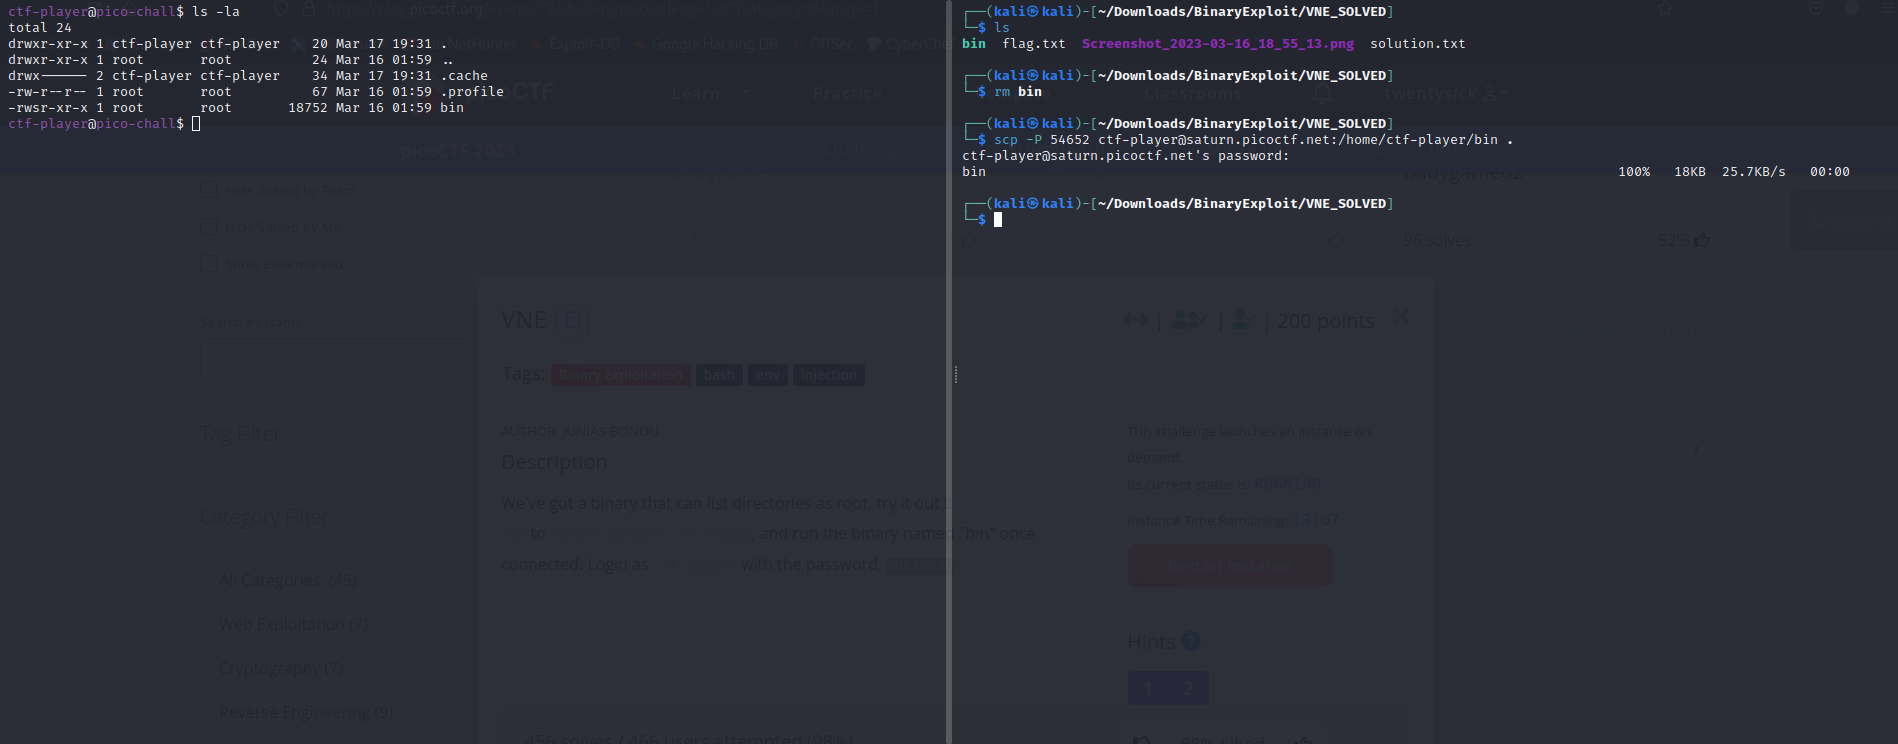 ctf-player@pico-chall$ ls -la
total 24
drwxr-xr-x 1 ctf-player ctf-player    20 Mar 17 19:31 .
drwxr-xr-x 1 root       root          24 Mar 16 01:59 ..
drwx------ 2 ctf-player ctf-player    34 Mar 17 19:31 .cache
-rw-r--r-- 1 root       root          67 Mar 16 01:59 .profile
-rwsr-xr-x 1 root       root       18752 Mar 16 01:59 bin
ctf-player@pico-chall$
┌──(kali㉿kali)-[~/Downloads/BinaryExploit/VNE_SOLVED]
└─$ ls
bin  flag.txt  Screenshot_2023-03-16_18_55_13.png  solution.txt
┌──(kali㉿kali)-[~/Downloads/BinaryExploit/VNE_SOLVED]
└─$ rm bin
┌──(kali㉿kali)-[~/Downloads/BinaryExploit/VNE_SOLVED]
└─$ scp -P 54652 ctf-player@saturn.picoctf.net:/home/ctf-player/bin .
ctf-player@saturn.picoctf.net's password:
bin                100%   18KB  25.7KB/s   00:00
┌──(kali㉿kali)-[~/Downloads/BinaryExploit/VNE_SOLVED]
└─$
NetHunter Exploit-DB Google Hacking DB OffSec
Learn Practice Classrooms twentysick
picoCTF 2023
Hide Solved by Team
Hide Solved by Me
Show Bookmarked
96 solves 52%
Search by Name
VNE
200 points
Tags: Binary Exploitation bash env injection
AUTHOR: JUNIAS BONOU
Description
We've got a binary that can list directories as root, try it out
to
, and run the binary named "bin" once
connected. Login as
with the password,
This challenge launches an instance on
demand.
Its current status is: RUNNING
Instance Time Remaining: 13:07
Restart Instance
Hints ?
1 2
Tag Filter
Category Filter
All Categories (45)
Web Exploitation (7)
Cryptography (7)
Reverse Engineering (9)
456 solves / 466 users attempted (98%)
88% Liked